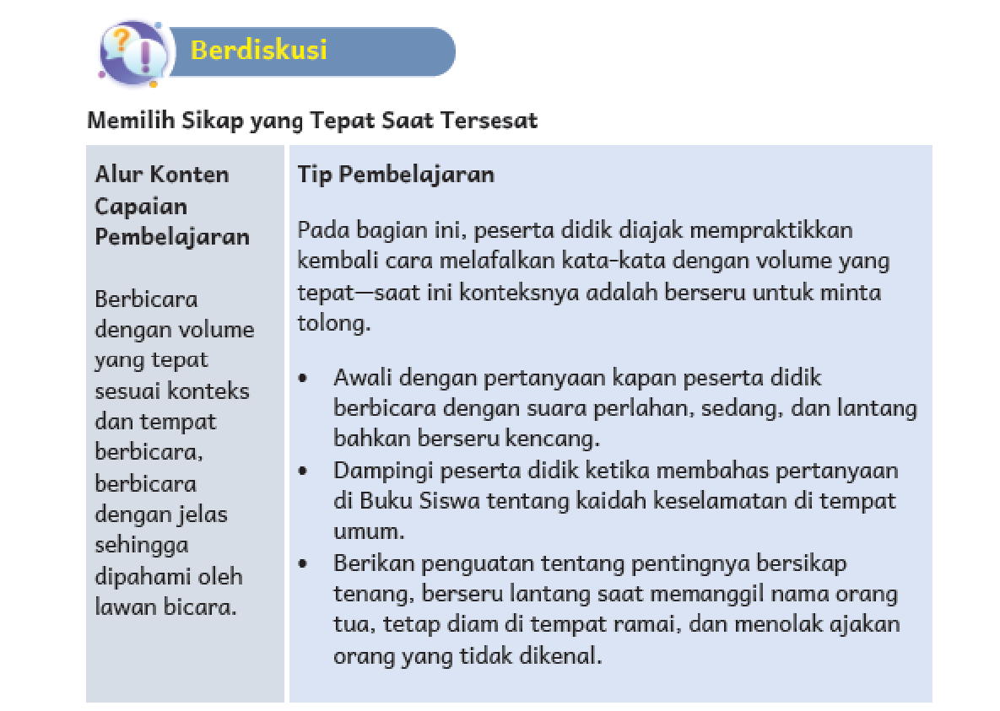 Berdiskusi
Memilih Sikap yang Tepat Saat Tersesat
Alur Konten
Capaian
Pembelajaran
Berbicara
dengan volume
yang tepat
sesuai konteks
dan tempat
berbicara,
berbicara
dengan jelas
sehingga
dipahami oleh
lawan bicara.
Tip Pembelajaran
Pada bagian ini, peserta didik diajak mempraktikkan
kembali cara melafalkan kata-kata dengan volume yang
tepat—saat ini konteksnya adalah berseru untuk minta
tolong.
• Awali dengan pertanyaan kapan peserta didik
berbicara dengan suara perlahan, sedang, dan lantang
bahkan berseru kencang.
• Dampingi peserta didik ketika membahas pertanyaan
di Buku Siswa tentang kaidah keselamatan di tempat
umum.
• Berikan penguatan tentang pentingnya bersikap
tenang, berseru lantang saat memanggil nama orang
tua, tetap diam di tempat ramai, dan menolak ajakan
orang yang tidak dikenal.